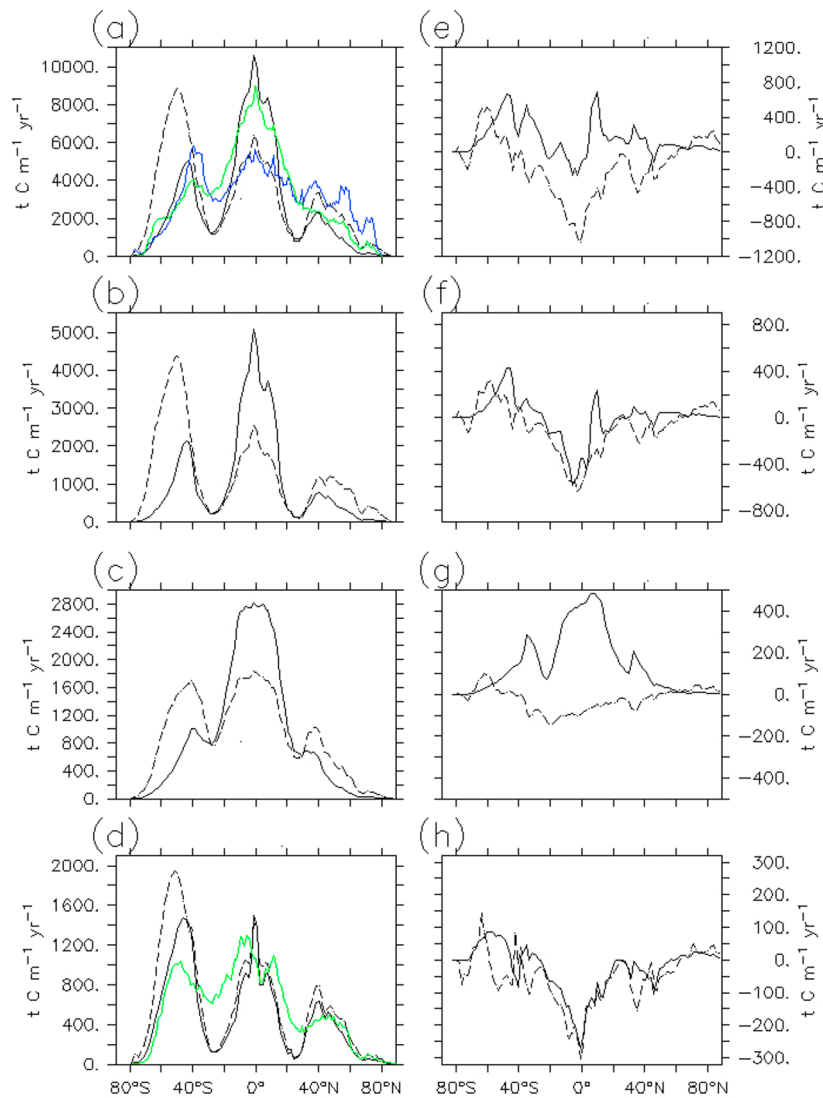 (a)
(e)
10000.
8000.
6000.
4000.
2000.
0.
t C m⁻¹ yr⁻¹
1200.
800.
400.
0.
−400.
−800.
−1200.
t C m⁻¹ yr⁻¹
(b)
(f)
5000.
4000.
3000.
2000.
1000.
0.
t C m⁻¹ yr⁻¹
800.
400.
0.
−400.
−800.
t C m⁻¹ yr⁻¹
(c)
(g)
2800.
2400.
2000.
1600.
1200.
800.
400.
0.
t C m⁻¹ yr⁻¹
400.
200.
0.
−200.
−400.
t C m⁻¹ yr⁻¹
(d)
(h)
2000.
1600.
1200.
800.
400.
0.
t C m⁻¹ yr⁻¹
300.
200.
100.
0.
−100.
−200.
−300.
t C m⁻¹ yr⁻¹
80°S 40°S 0° 40°N 80°N
80°S 40°S 0° 40°N 80°N